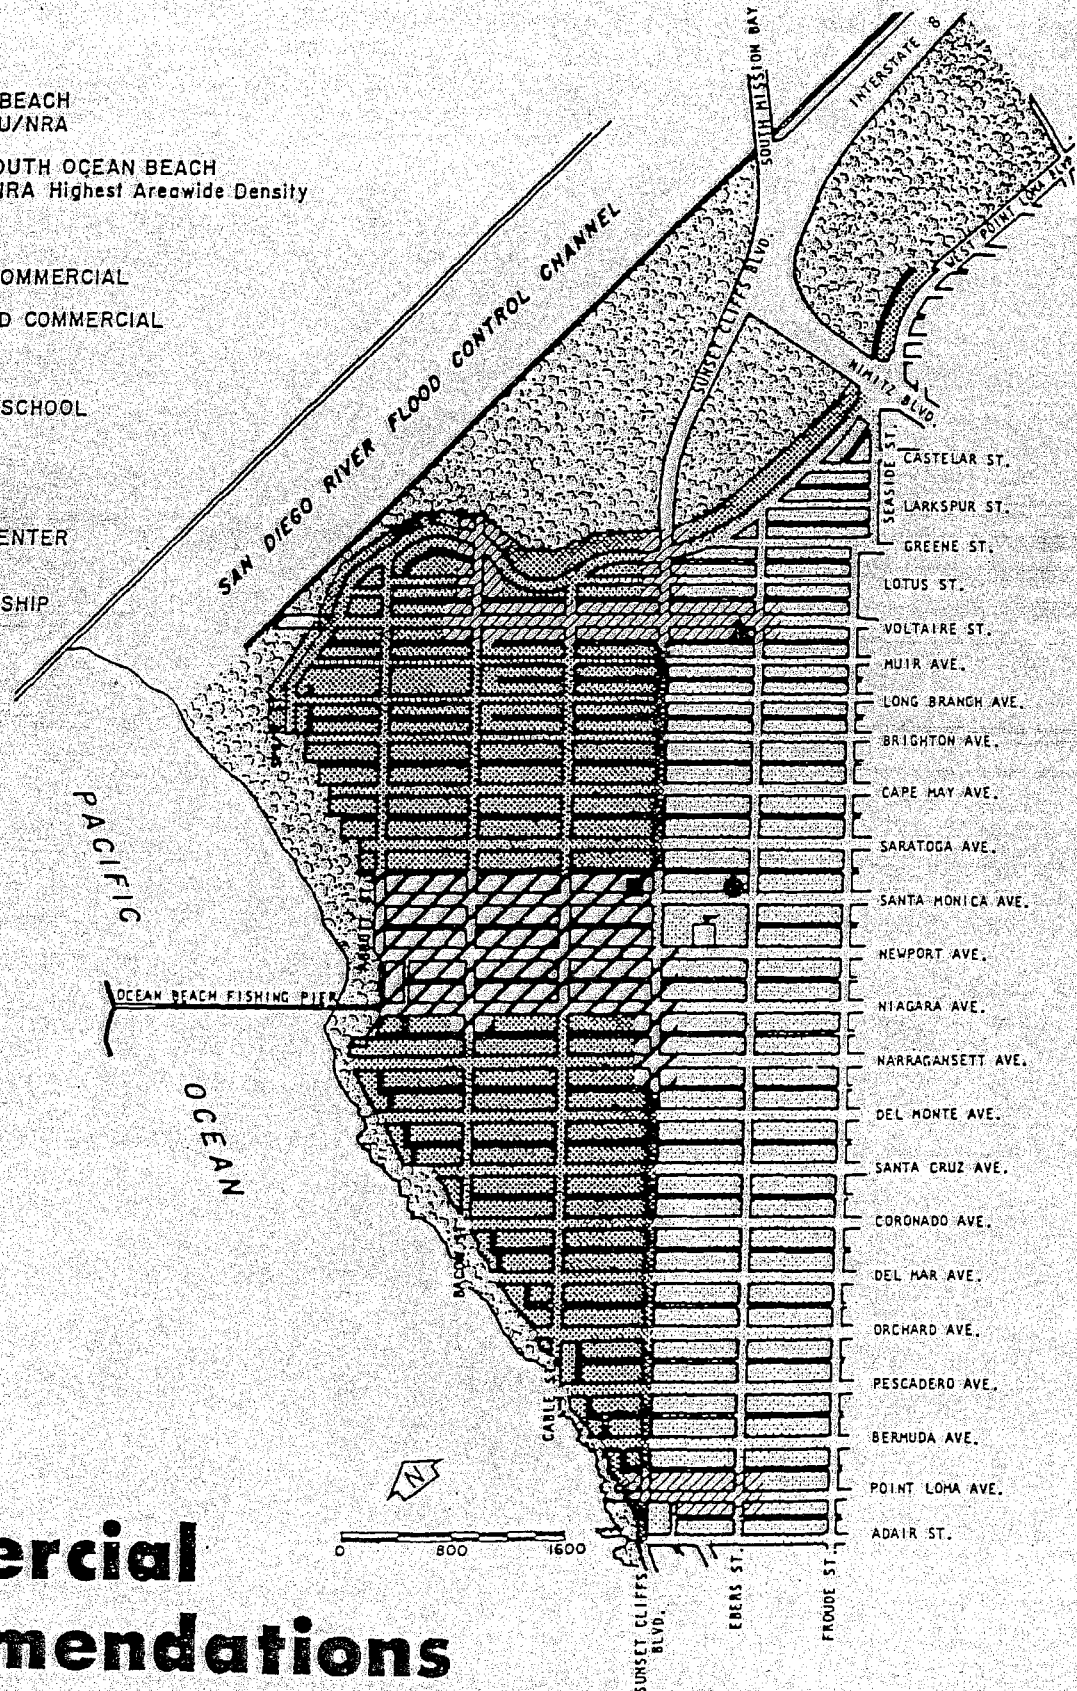 BEACH
U/NRA
OUTH OCEAN BEACH
NRA Highest Areawide Density
OMMERCIAL
D COMMERCIAL
SCHOOL
ENTER
SHIP
SOUTH MISSION BAY
INTERSTATE 8
WEST POINT LOMA BLVD.
SAN DIEGO RIVER FLOOD CONTROL CHANNEL
SUNSET CLIFFS BLVD.
NIMITZ BLVD.
SEASIDE ST.
CASTELAR ST.
LARKSPUR ST.
GREENE ST.
LOTUS ST.
VOLTAIRE ST.
MUIR AVE.
LONG BRANCH AVE.
BRIGHTON AVE.
CAPE MAY AVE.
SARATOGA AVE.
SANTA MONICA AVE.
NEWPORT AVE.
NIAGARA AVE.
NARRAGANSETT AVE.
DEL MONTE AVE.
SANTA CRUZ AVE.
CORONADO AVE.
DEL MAR AVE.
ORCHARD AVE.
PESCADERO AVE.
BERMUDA AVE.
POINT LOMA AVE.
ADAIR ST.
PACIFIC
OCEAN
ABBOTT ST.
OCEAN BEACH FISHING PIER
BACON ST.
CABLE ST.
N
0 800 1600
SUNSET CLIFFS
BLVD.
EBERS ST.
FROUDE ST.
ercial
mendations